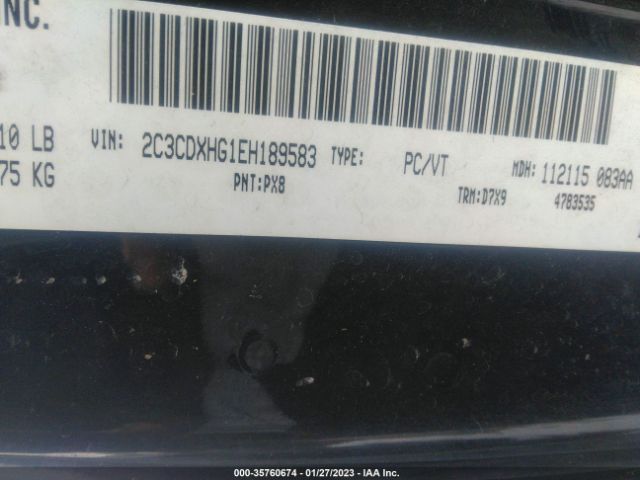 INC.
10 LB VIN: 2C3CDXHG1EH189583 TYPE: PC/VT MDH: 112115 083AA
75 KG PNT:PX8 TRM:D7X9 4783535
000-35760674 - 01/27/2023 - IAA Inc.